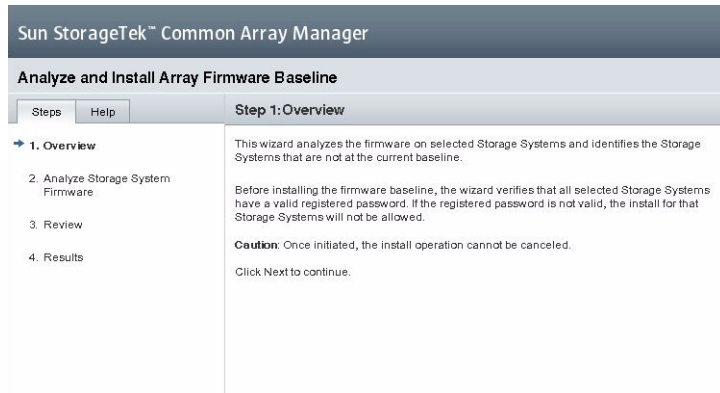 Sun StorageTek™ Common Array Manager
Analyze and Install Array Firmware Baseline
Steps
Help
1. Overview
2. Analyze Storage System
Firmware
3. Review
4. Results
Step 1:Overview
This wizard analyzes the firmware on selected Storage Systems and identifies the Storage
Systems that are not at the current baseline.
Before installing the firmware baseline, the wizard verifies that all selected Storage Systems
have a valid registered password. If the registered password is not valid, the install for that
Storage Systems will not be allowed.
Caution: Once initiated, the install operation cannot be canceled.
Click Next to continue.